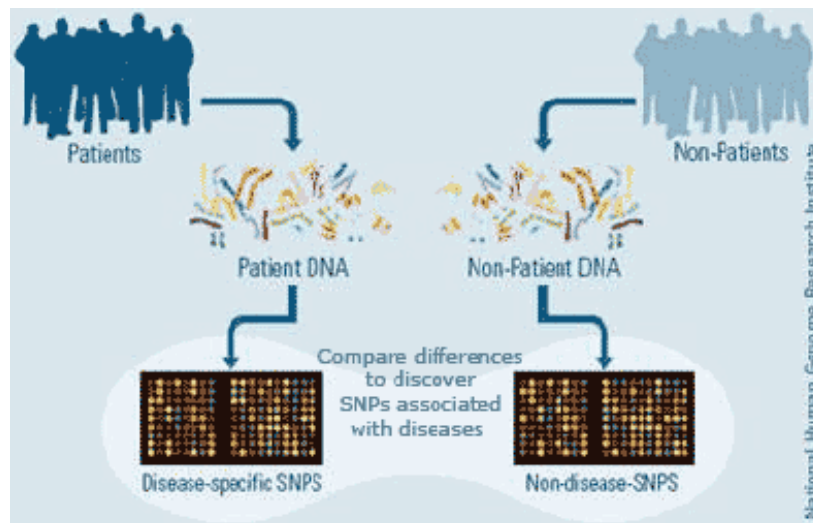 Patients
Non-Patients
Patient DNA
Non-Patient DNA
Compare differences
to discover
SNPs associated
with diseases
Disease-specific SNPS
Non-disease-SNPS
National Human Genome Research Institute